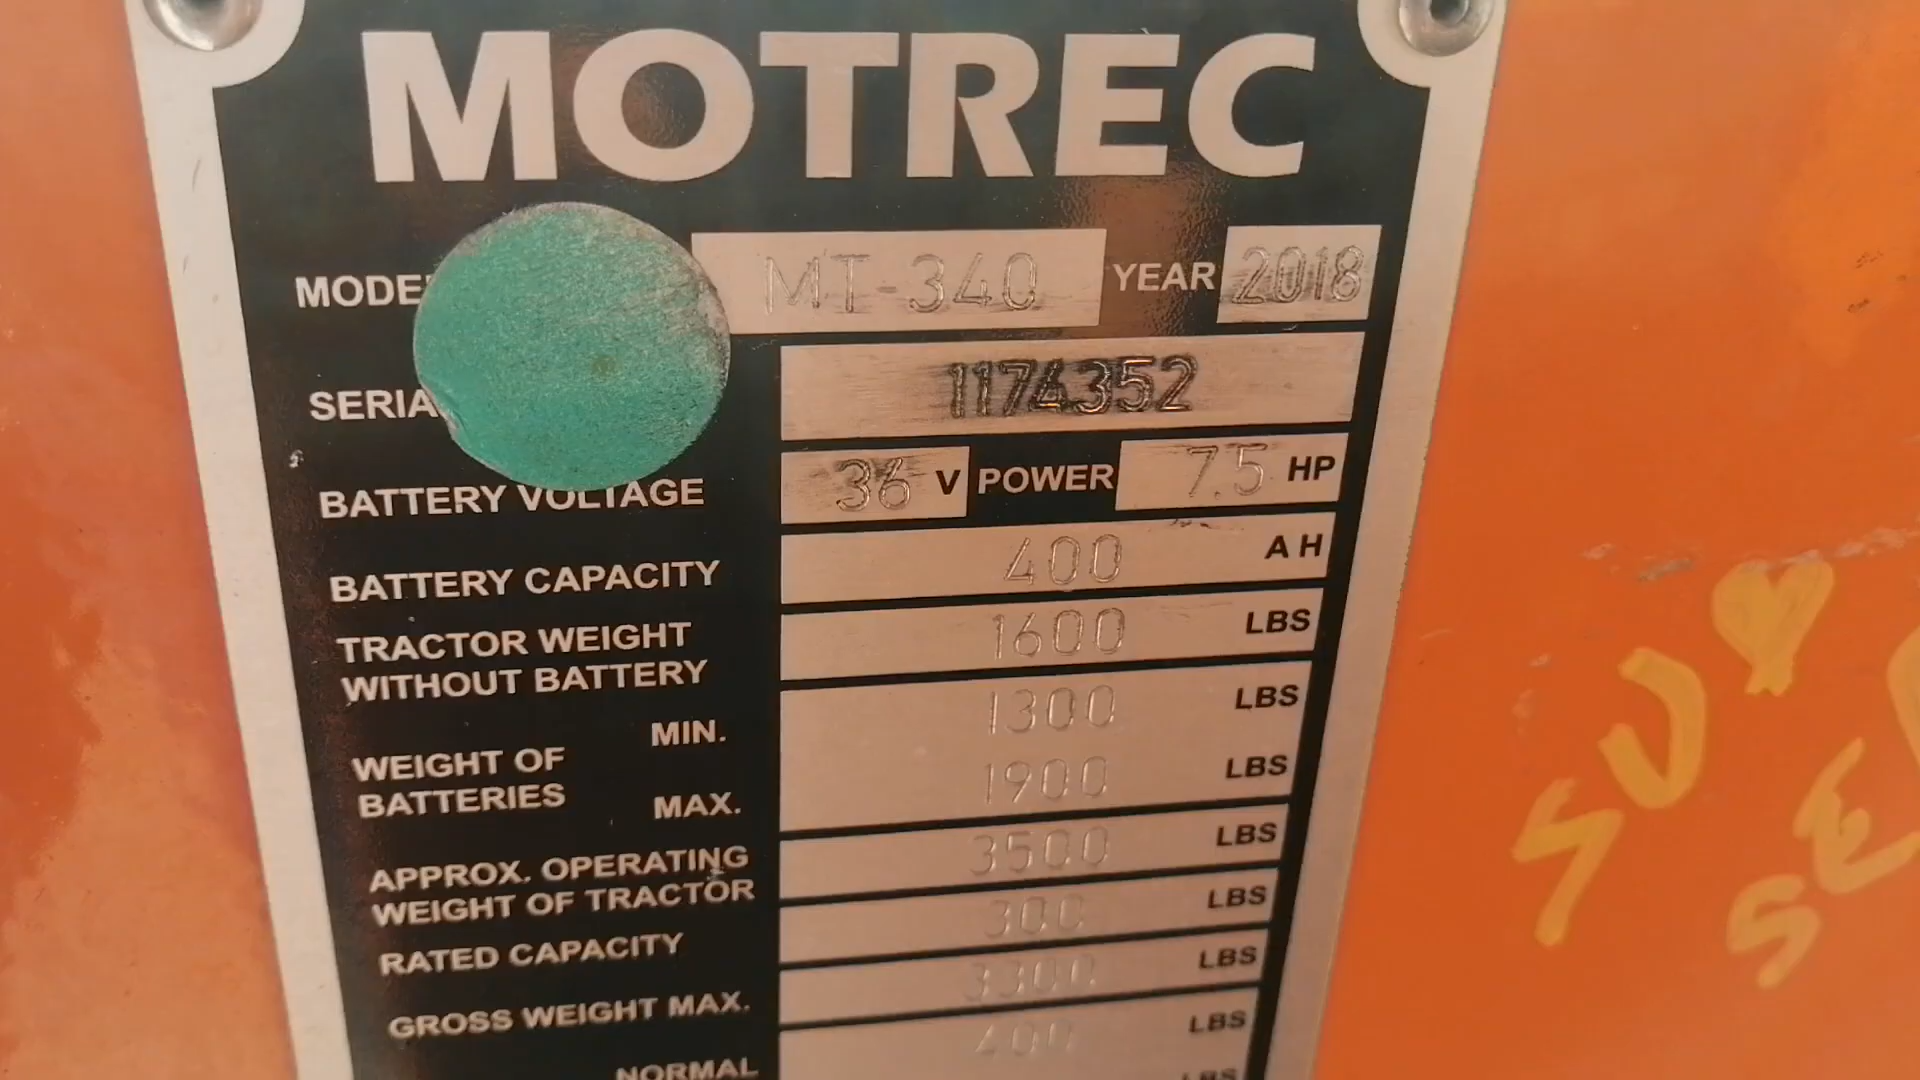 MOTREC
MODE MT-340 YEAR 2018
SERIA 1174352
BATTERY VOLTAGE 36 V POWER 7.5 HP
BATTERY CAPACITY 400 A H
TRACTOR WEIGHT
WITHOUT BATTERY 1600 LBS
WEIGHT OF
BATTERIES
MIN. 1300 LBS
MAX. 1900 LBS
APPROX. OPERATING
WEIGHT OF TRACTOR 3500 LBS
RATED CAPACITY 300 LBS
GROSS WEIGHT MAX. 3300 LBS
NORMAL 400 LBS
LBS